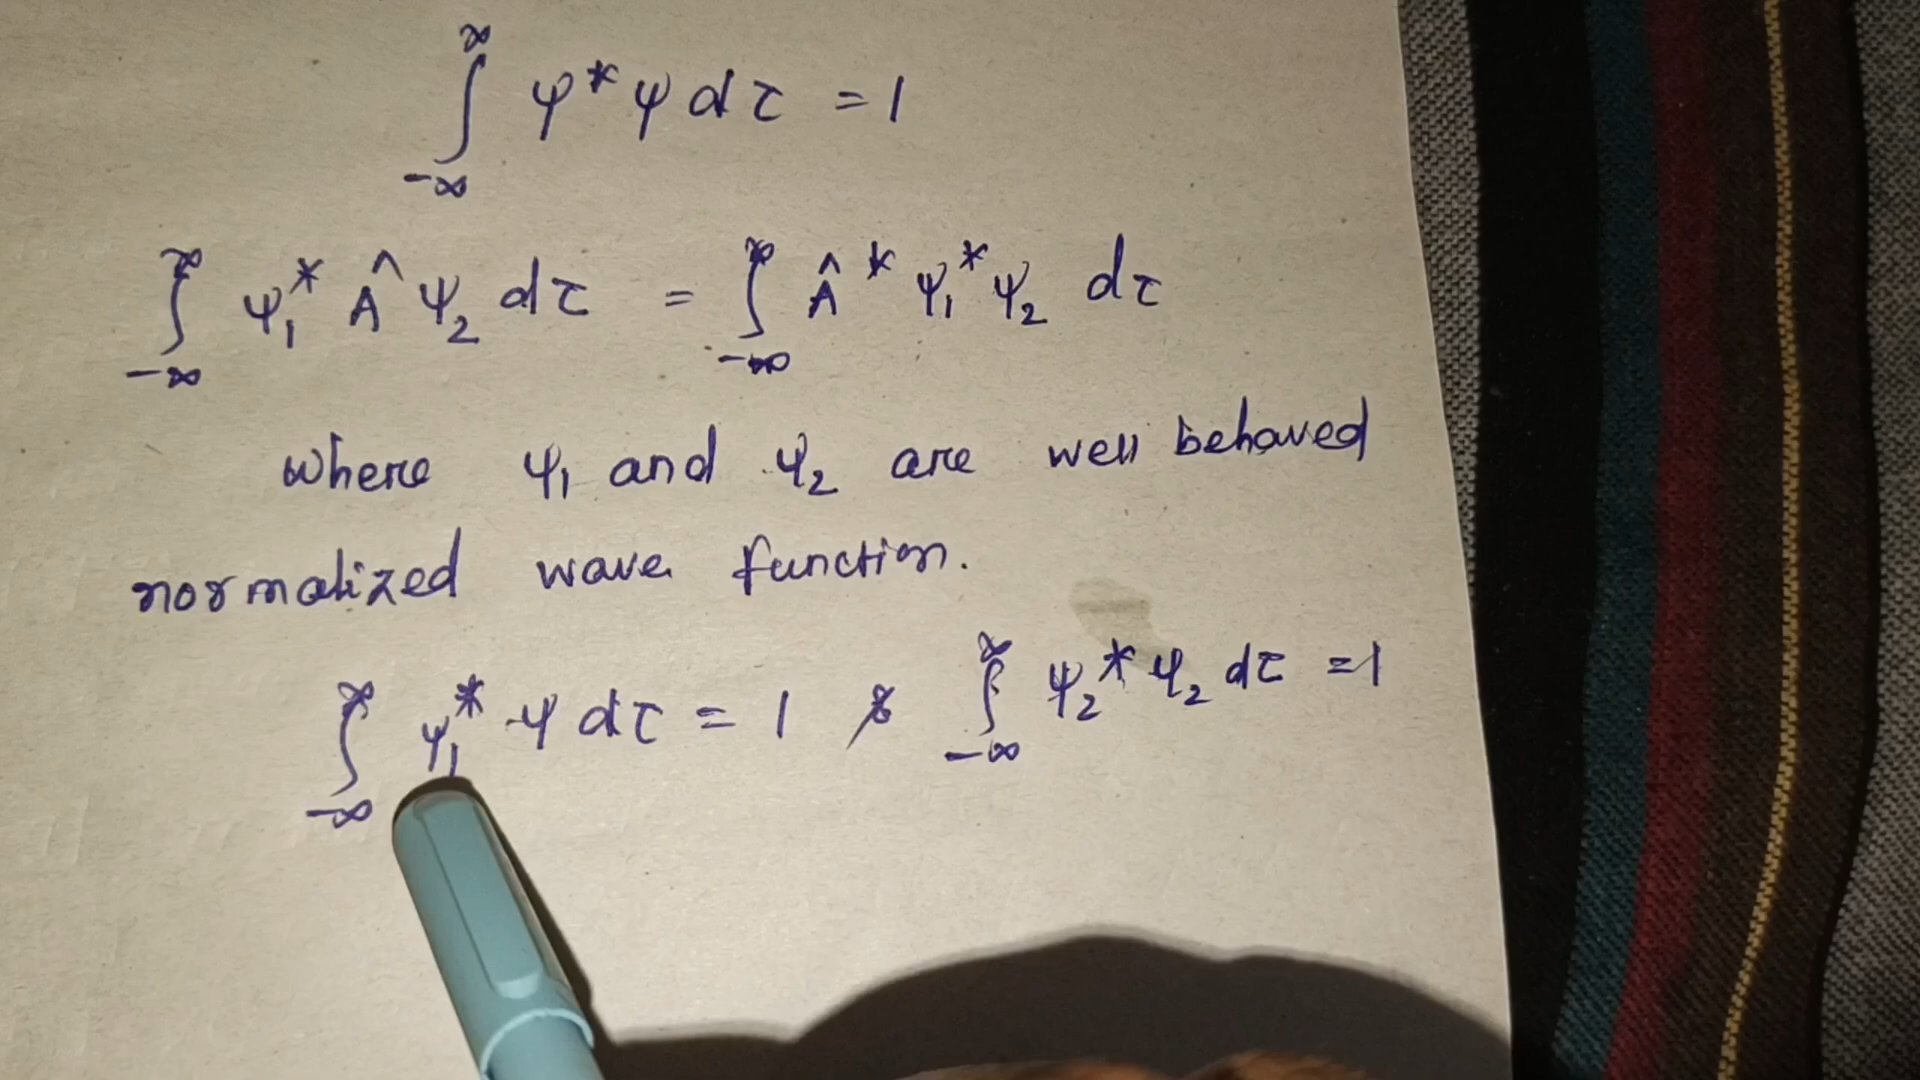 ∫_{-∞}^{∞} ψ* ψ dτ = 1
∫_{-∞}^{∞} ψ₁* Â ψ₂ dτ = ∫_{-∞}^{∞} Â* ψ₁* ψ₂ dτ
where ψ₁ and ψ₂ are well behaved
normalized wave function.
∫_{-∞}^{∞} ψ₁* ψ dτ = 1 & ∫_{-∞}^{∞} ψ₂* ψ₂ dτ = 1